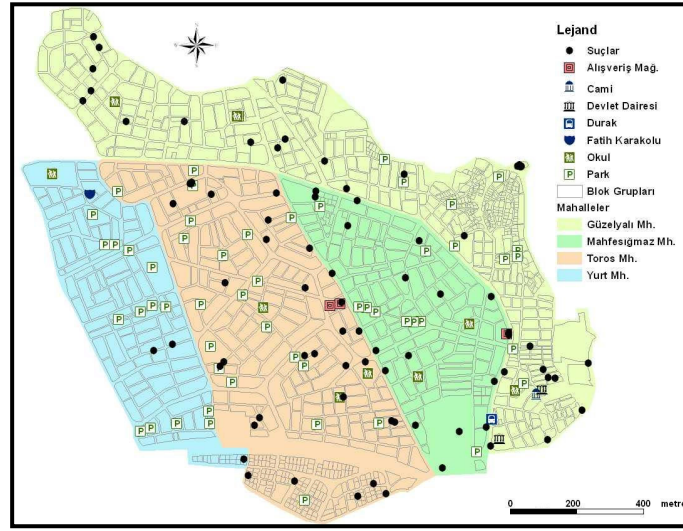 Lejand
Suçlar
Alışveriş Mağ.
Cami
Devlet Dairesi
Durak
Fatih Karakolu
Okul
Park
Blok Grupları
Mahalleler
Güzelyalı Mh.
Mahfesığmaz Mh.
Toros Mh.
Yurt Mh.
0 200 400 metre